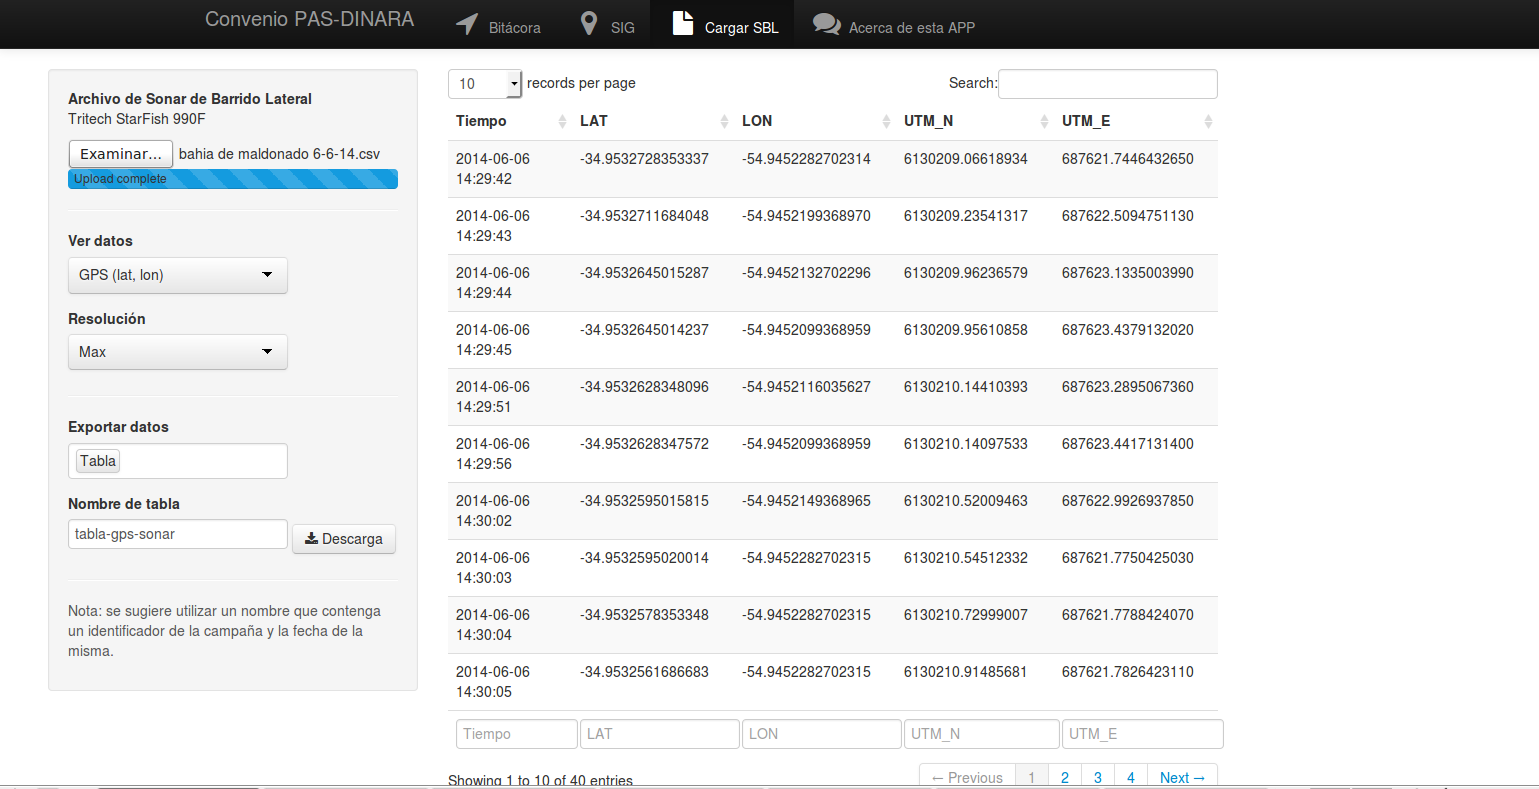 Convenio PAS-DINARA Bitácora SIG Cargar SBL Acerca de esta APP
Archivo de Sonar de Barrido Lateral
Tritech StarFish 990F
Examinar... bahia de maldonado 6-6-14.csv
Upload complete
Ver datos
GPS (lat, lon)
Resolución
Max
Exportar datos
Tabla
Nombre de tabla
tabla-gps-sonar Descarga
Nota: se sugiere utilizar un nombre que contenga
un identificador de la campaña y la fecha de la
misma.
10 records per page Search:
Tiempo LAT LON UTM_N UTM_E
2014-06-06 -34.9532728353337 -54.9452282702314 6130209.06618934 687621.7446432650
14:29:42
2014-06-06 -34.9532711684048 -54.9452199368970 6130209.23541317 687622.5094751130
14:29:43
2014-06-06 -34.9532645015287 -54.9452132702296 6130209.96236579 687623.1335003990
14:29:44
2014-06-06 -34.9532645014237 -54.9452099368959 6130209.95610858 687623.4379132020
14:29:45
2014-06-06 -34.9532628348096 -54.9452116035627 6130210.14410393 687623.2895067360
14:29:51
2014-06-06 -34.9532628347572 -54.9452099368959 6130210.14097533 687623.4417131400
14:29:56
2014-06-06 -34.9532595015815 -54.9452149368965 6130210.52009463 687622.9926937850
14:30:02
2014-06-06 -34.9532595020014 -54.9452282702315 6130210.54512332 687621.7750425030
14:30:03
2014-06-06 -34.9532578353348 -54.9452282702315 6130210.72999007 687621.7788424070
14:30:04
2014-06-06 -34.9532561686683 -54.9452282702315 6130210.91485681 687621.7826423110
14:30:05
Tiempo LAT LON UTM_N UTM_E
Showing 1 to 10 of 40 entries ← Previous 1 2 3 4 Next →